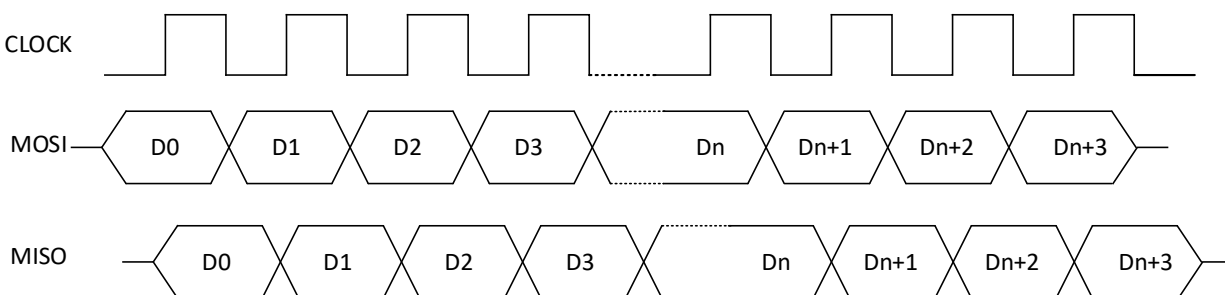 CLOCK
MOSI D0 D1 D2 D3 Dn Dn+1 Dn+2 Dn+3
MISO D0 D1 D2 D3 Dn Dn+1 Dn+2 Dn+3